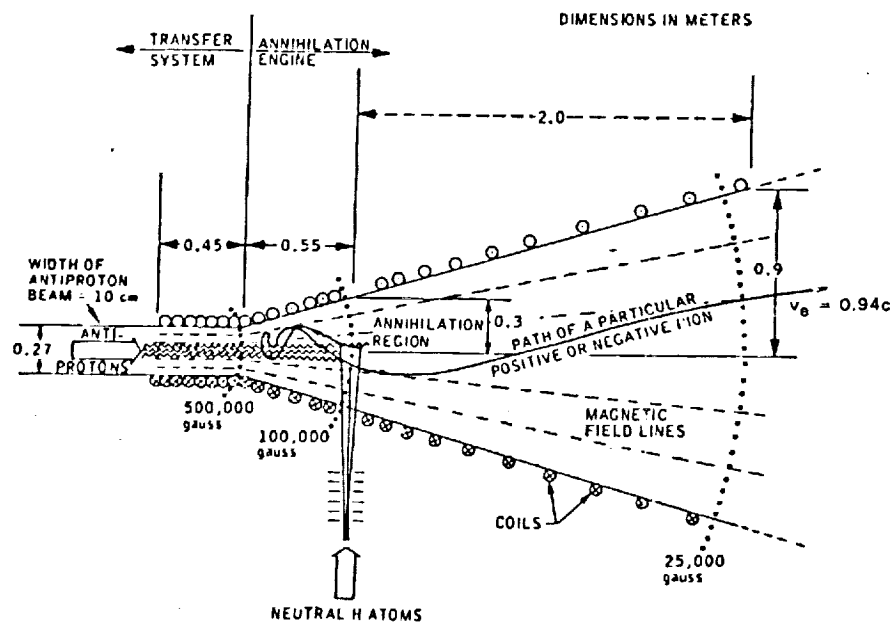 DIMENSIONS IN METERS
TRANSFER SYSTEM
ANNIHILATION ENGINE
2.0
0.45
0.55
WIDTH OF
ANTIPROTON
BEAM = 10 cm
0.27
ANTI-
PROTONS
ANNIHILATION
REGION
0.3
0.9
PATH OF A PARTICULAR
POSITIVE OR NEGATIVE PION
ve = 0.94c
500,000
gauss
100,000
gauss
MAGNETIC
FIELD LINES
COILS
25,000
gauss
NEUTRAL H ATOMS